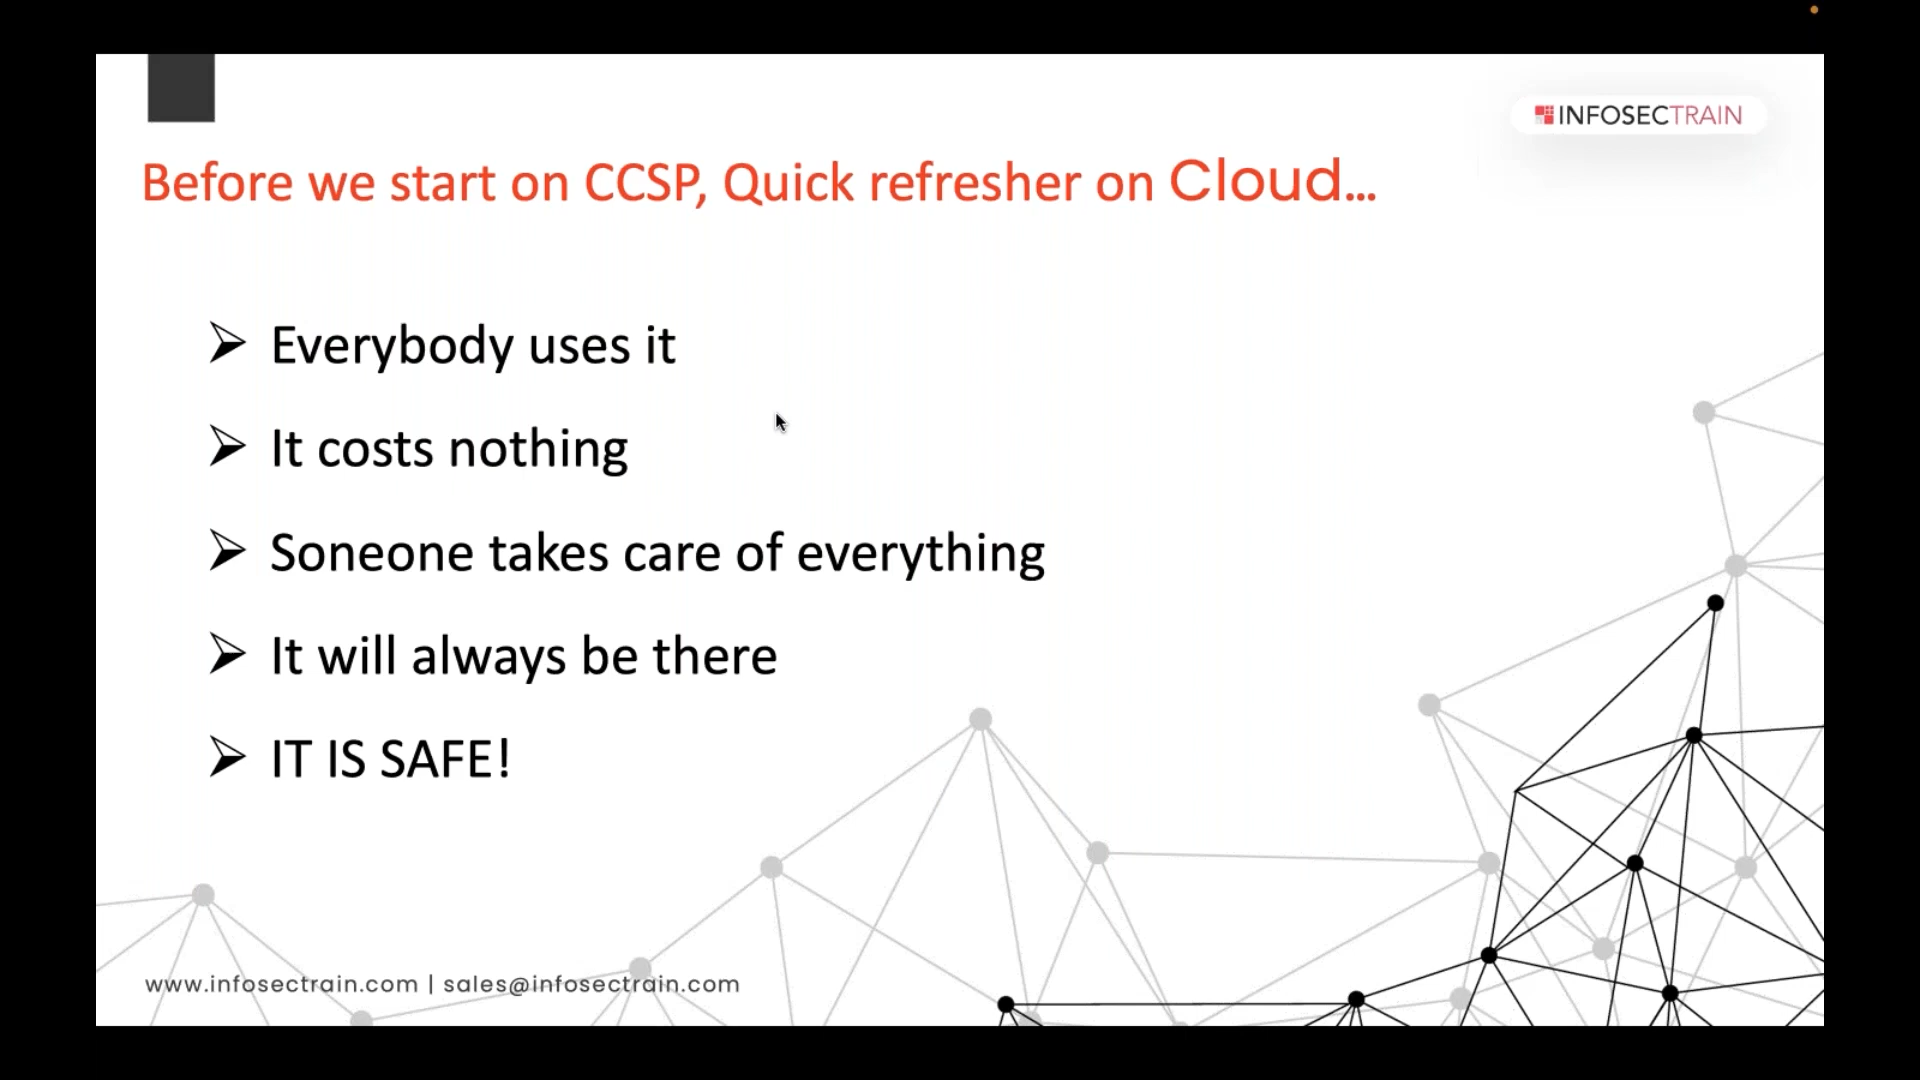 INFOSECTRAIN
Before we start on CCSP, Quick refresher on Cloud...
Everybody uses it
It costs nothing
Soneone takes care of everything
It will always be there
IT IS SAFE!
www.infosectrain.com | sales@infosectrain.com